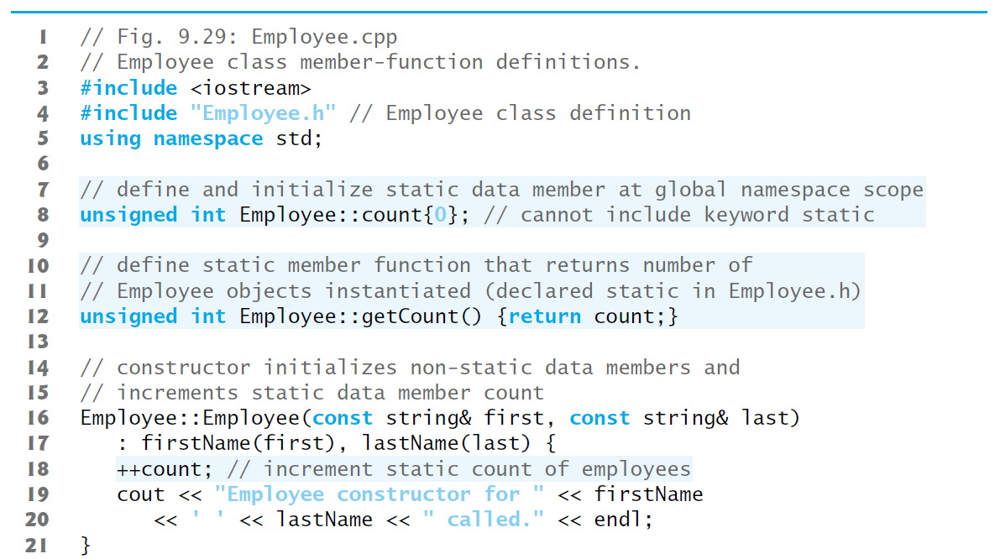 1 // Fig. 9.29: Employee.cpp
2 // Employee class member-function definitions.
3 #include <iostream>
4 #include "Employee.h" // Employee class definition
5 using namespace std;
6
7 // define and initialize static data member at global namespace scope
8 unsigned int Employee::count{0}; // cannot include keyword static
9
10 // define static member function that returns number of
11 // Employee objects instantiated (declared static in Employee.h)
12 unsigned int Employee::getCount() {return count;}
13
14 // constructor initializes non-static data members and
15 // increments static data member count
16 Employee::Employee(const string& first, const string& last)
17    : firstName(first), lastName(last) {
18    ++count; // increment static count of employees
19    cout << "Employee constructor for " << firstName
20       << ' ' << lastName << " called." << endl;
21 }